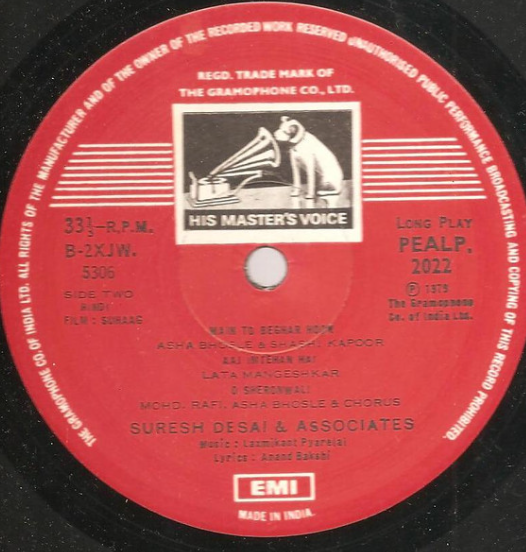 THE GRAMOPHONE CO. OF INDIA LTD. ALL RIGHTS OF THE MANUFACTURER AND OF THE OWNER OF THE RECORDED WORK RESERVED UNAUTHORISED PUBLIC PERFORMANCE BROADCASTING AND COPYING OF THIS RECORD PROHIBITED.
REGD. TRADE MARK OF
THE GRAMOPHONE CO., LTD.
HIS MASTER'S VOICE
33⅓-R.P.M.
B-2XJW.
5306
SIDE TWO
HINDI
FILM : SUHAAG
LONG PLAY
PEALP.
2022
Ⓟ 1979
The Gramophone
Co. of India Ltd.
MAIN TO BEGHAR HOON
ASHA BHOSLE & SHASHI KAPOOR
AAJ IMTEHAN HAI
LATA MANGESHKAR
O SHERONWALI
MOHD. RAFI, ASHA BHOSLE & CHORUS
SURESH DESAI & ASSOCIATES
Music : Laxmikant Pyarelal
Lyrics : Anand Bakshi
EMI
MADE IN INDIA.